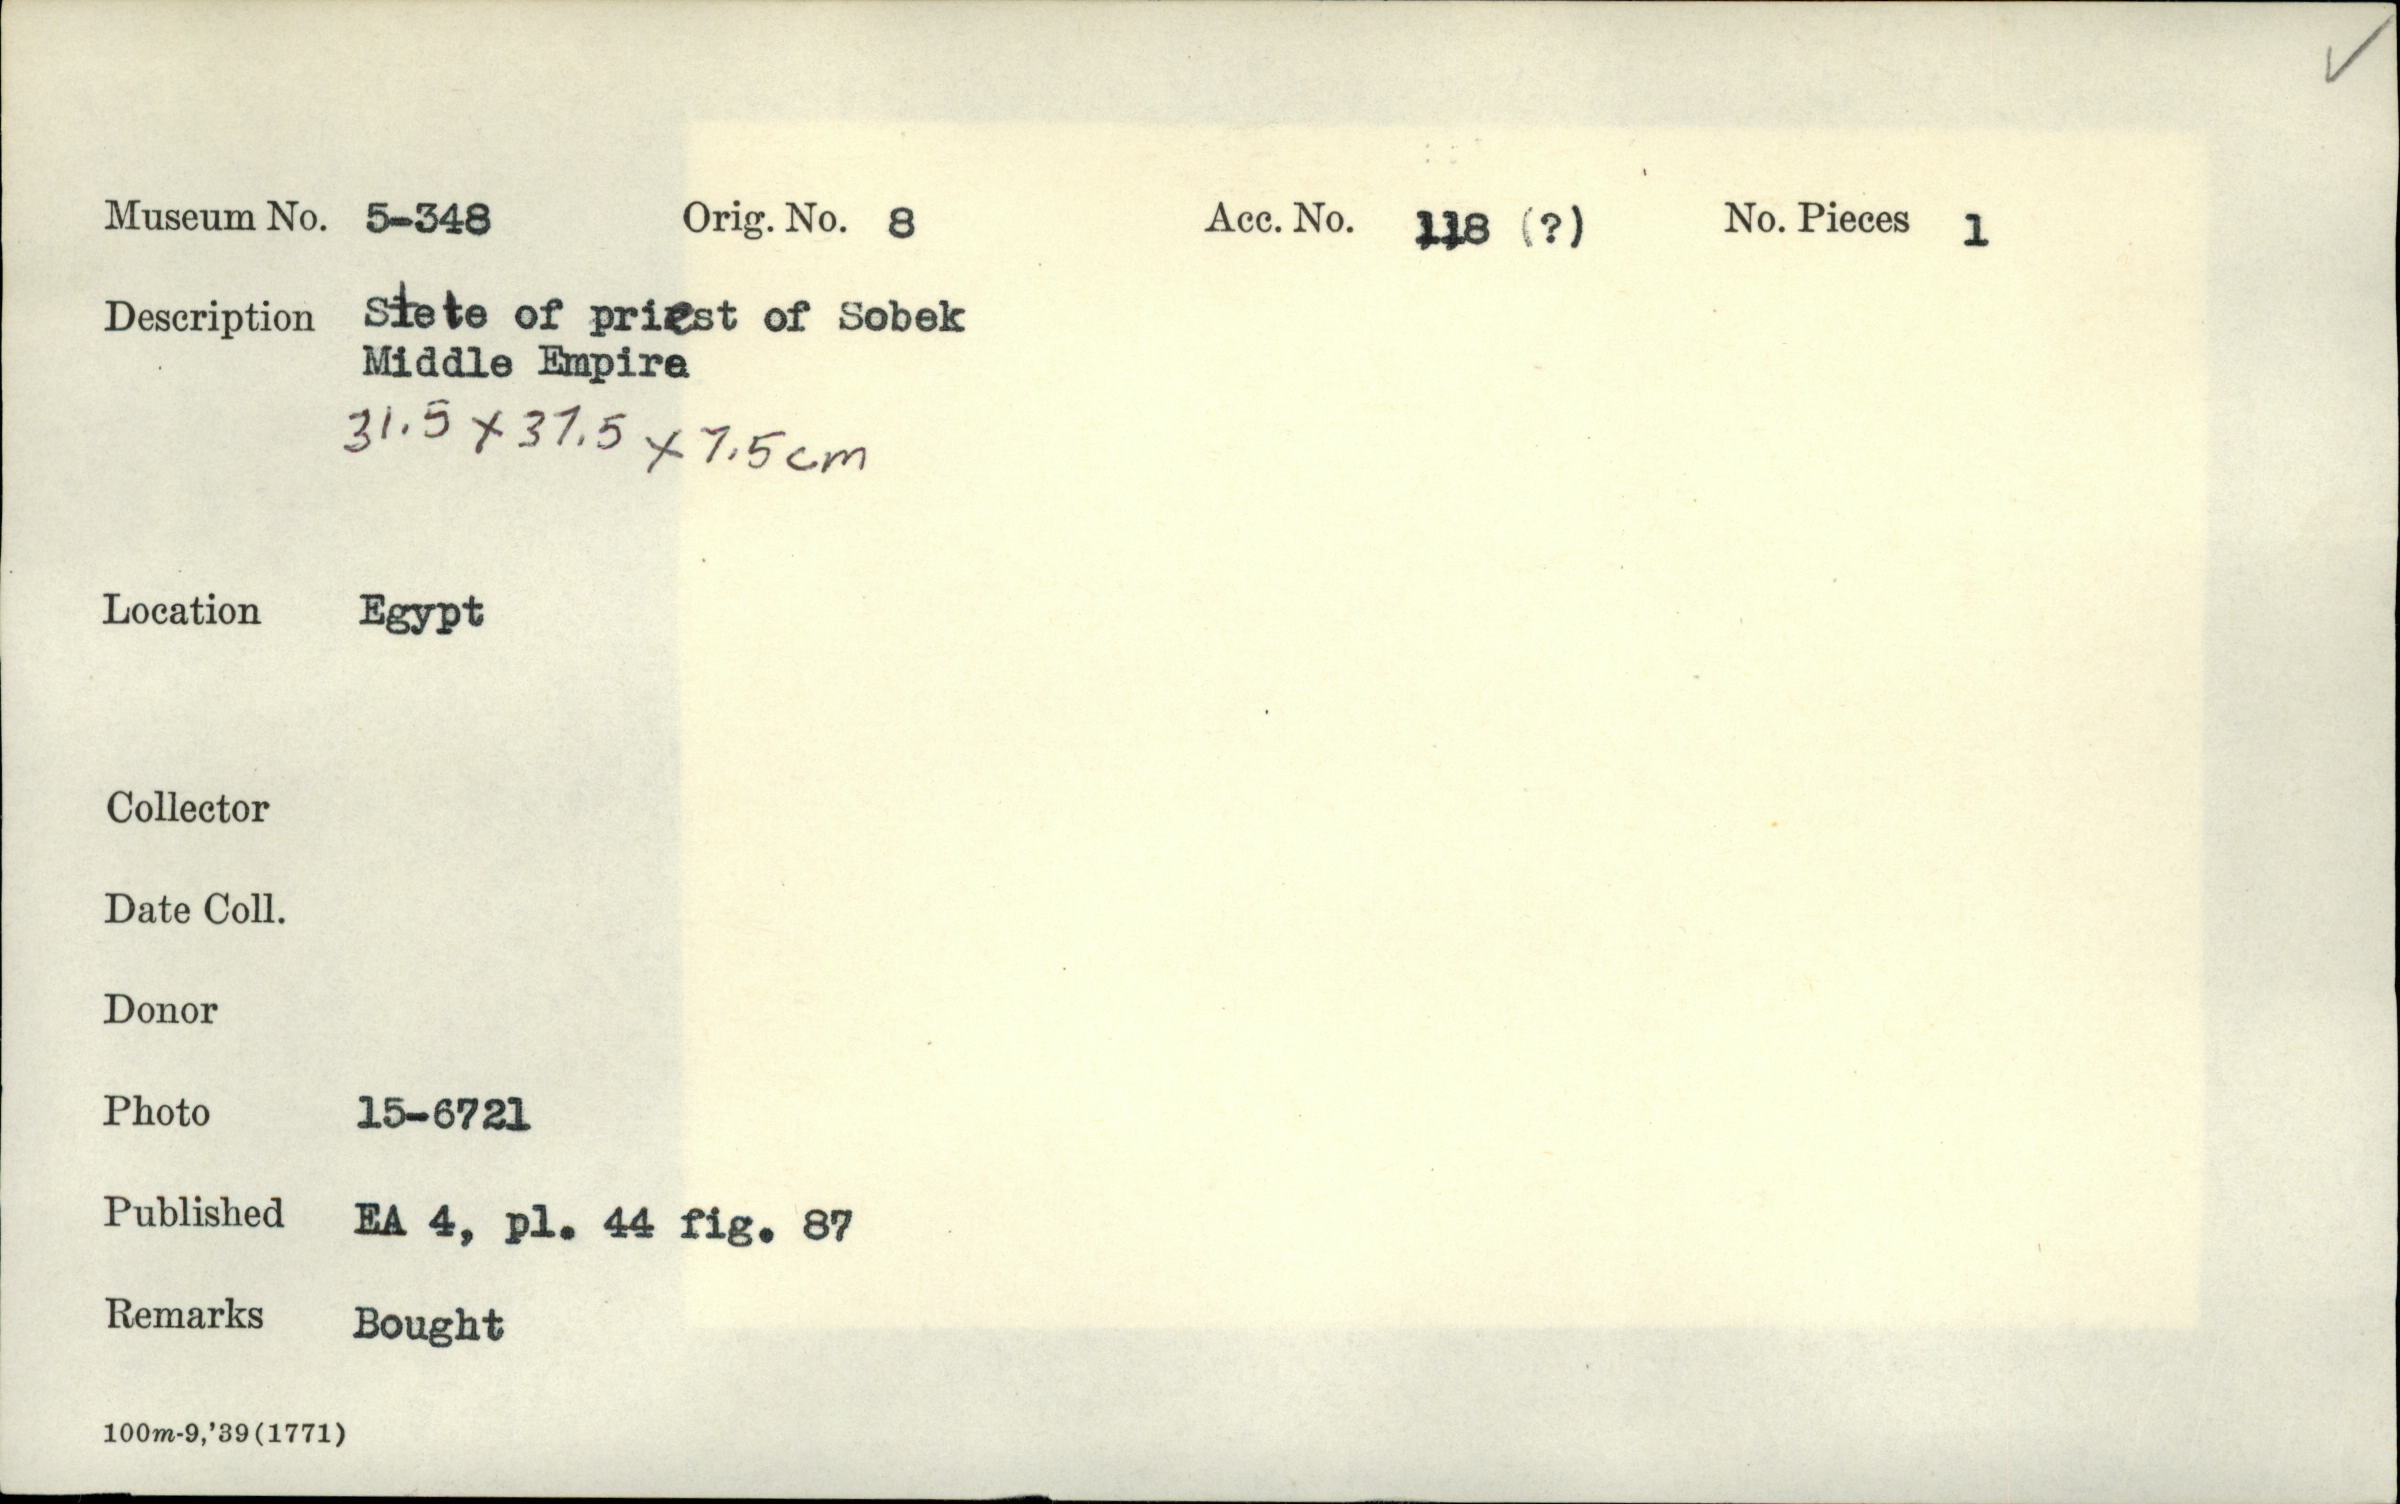 Museum No. 5-348 Orig. No. 8 Acc. No. 118 (?) No. Pieces 1
Description Stete of priest of Sobek
Middle Empire
31.5 x 37.5 x 7.5 cm
Location Egypt
Collector
Date Coll.
Donor
Photo 15-6721
Published EA 4, pl. 44 fig. 87
Remarks Bought
100m-9,'39(1771)